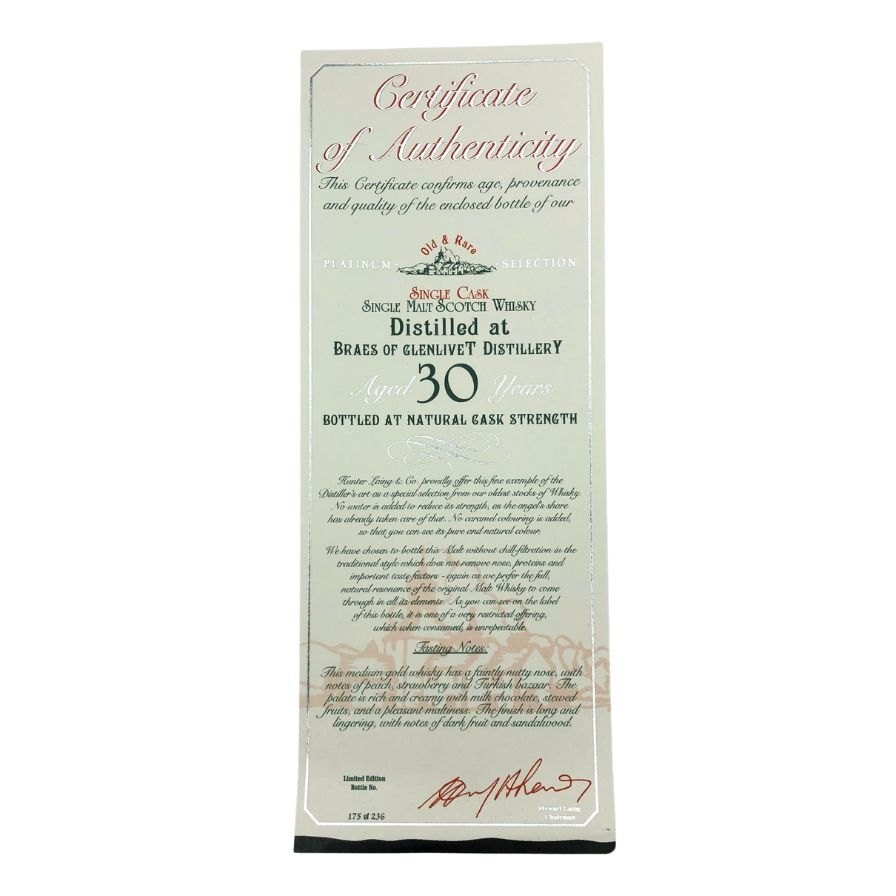 Certificate
of Authenticity
This Certificate confirms age, provenance
and quality of the enclosed bottle of our
Old & Rare
PLATINUM SELECTION
SINGLE CASK
SINGLE MALT SCOTCH WHISKY
Distilled at
BRAES OF GLENLIVET DISTILLERY
Aged 30 Years
BOTTLED AT NATURAL CASK STRENGTH
Hunter Laing & Co. proudly offer this fine example of the
Distiller's art as a special selection from our oldest stocks of Whisky.
No water is added to reduce its strength, as the angel's share
has already taken care of that. No caramel colouring is added,
so that you can see its pure and natural colour.
We have chosen to bottle this Malt without chill-filtration in the
traditional style which does not remove nose, proteins and
important taste factors - again as we prefer the full,
natural resonance of the original Malt Whisky to come
through in all its elements. As you can see on the label
of this bottle, it is one of a very restricted offering,
which when consumed, is unrepeatable.
Tasting Notes:
This medium gold whisky has a faintly nutty nose, with
notes of peach, strawberry and Turkish bazaar. The
palate is rich and creamy with milk chocolate, stewed
fruits, and a pleasant maltiness. The finish is long and
lingering, with notes of dark fruit and sandalwood.
Limited Edition
Bottle No.
175 of 236
Stewart Laing
Chairman